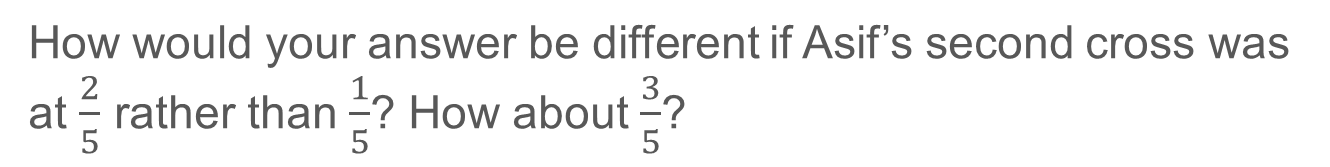 How would your answer be different if Asif’s second cross was
at 2/5 rather than 1/5? How about 3/5?